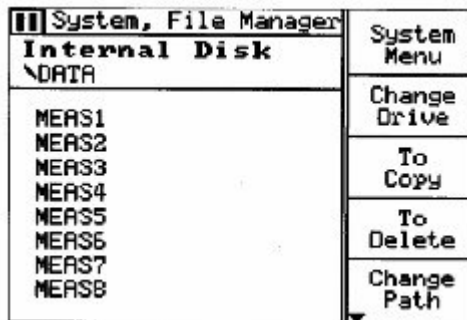 System, File Manager
Internal Disk
\DATA
MEAS1
MEAS2
MEAS3
MEAS4
MEAS5
MEAS6
MEAS7
MEAS8
System
Menu
Change
Drive
To
Copy
To
Delete
Change
Path